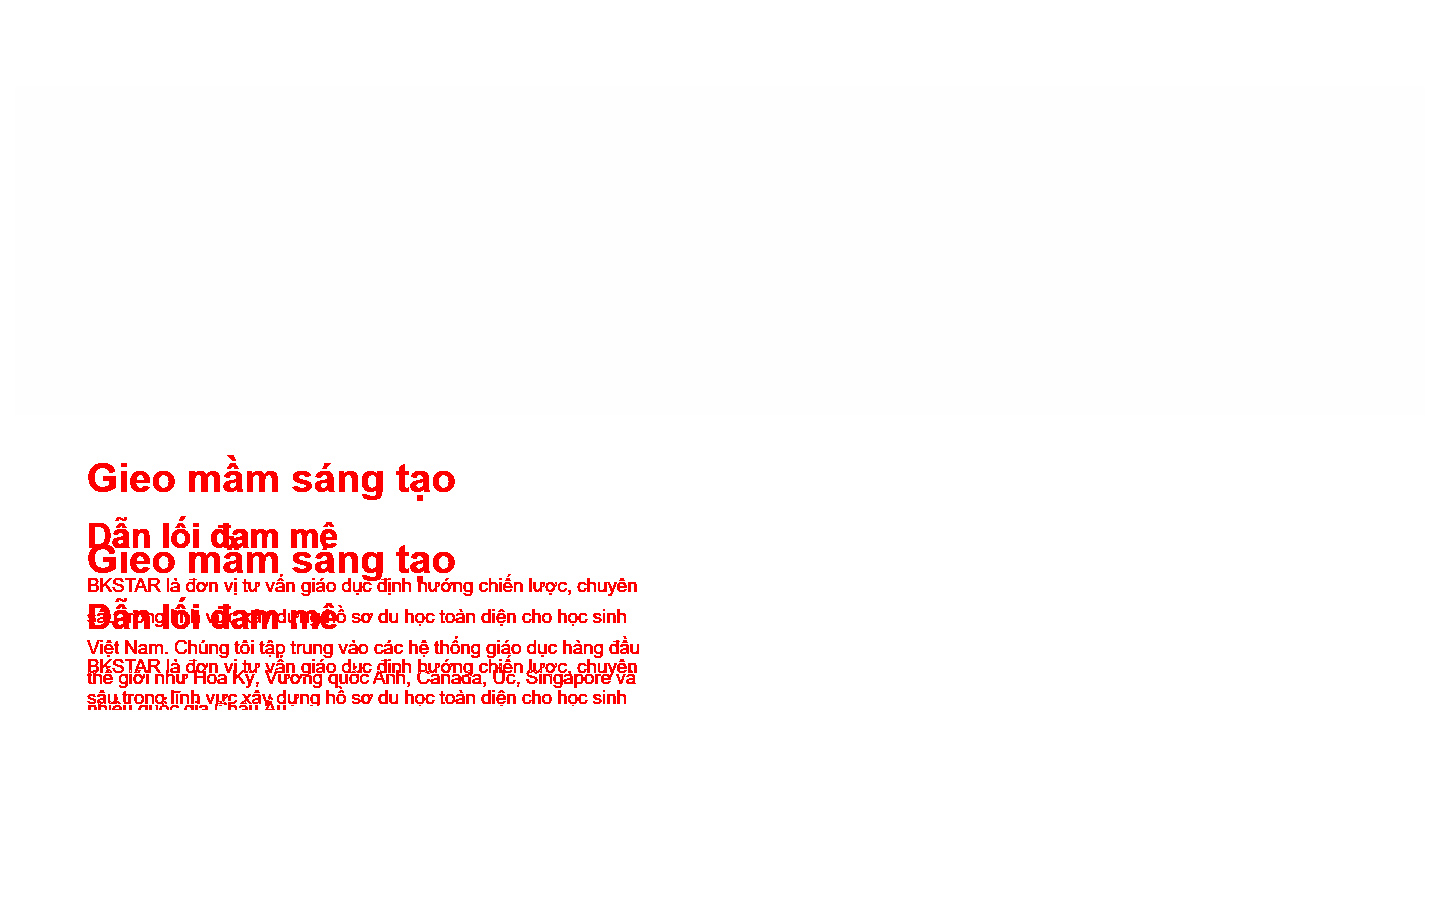 Gieo mầm sáng tạo
Dẫn lối đam mê
Gieo mầm sáng tạo
BKSTAR là đơn vị tư vấn giáo dục định hướng chiến lược, chuyên
Dẫn lối đam mê
sâu trong lĩnh vực xây dựng hồ sơ du học toàn diện cho học sinh
Việt Nam. Chúng tôi tập trung vào các hệ thống giáo dục hàng đầu
BKSTAR là đơn vị tư vấn giáo dục định hướng chiến lược, chuyên
thế giới như Hoa Kỳ, Vương quốc Anh, Canada, Úc, Singapore và
sâu trong lĩnh vực xây dựng hồ sơ du học toàn diện cho học sinh
nhiều quốc gia Châu Âu